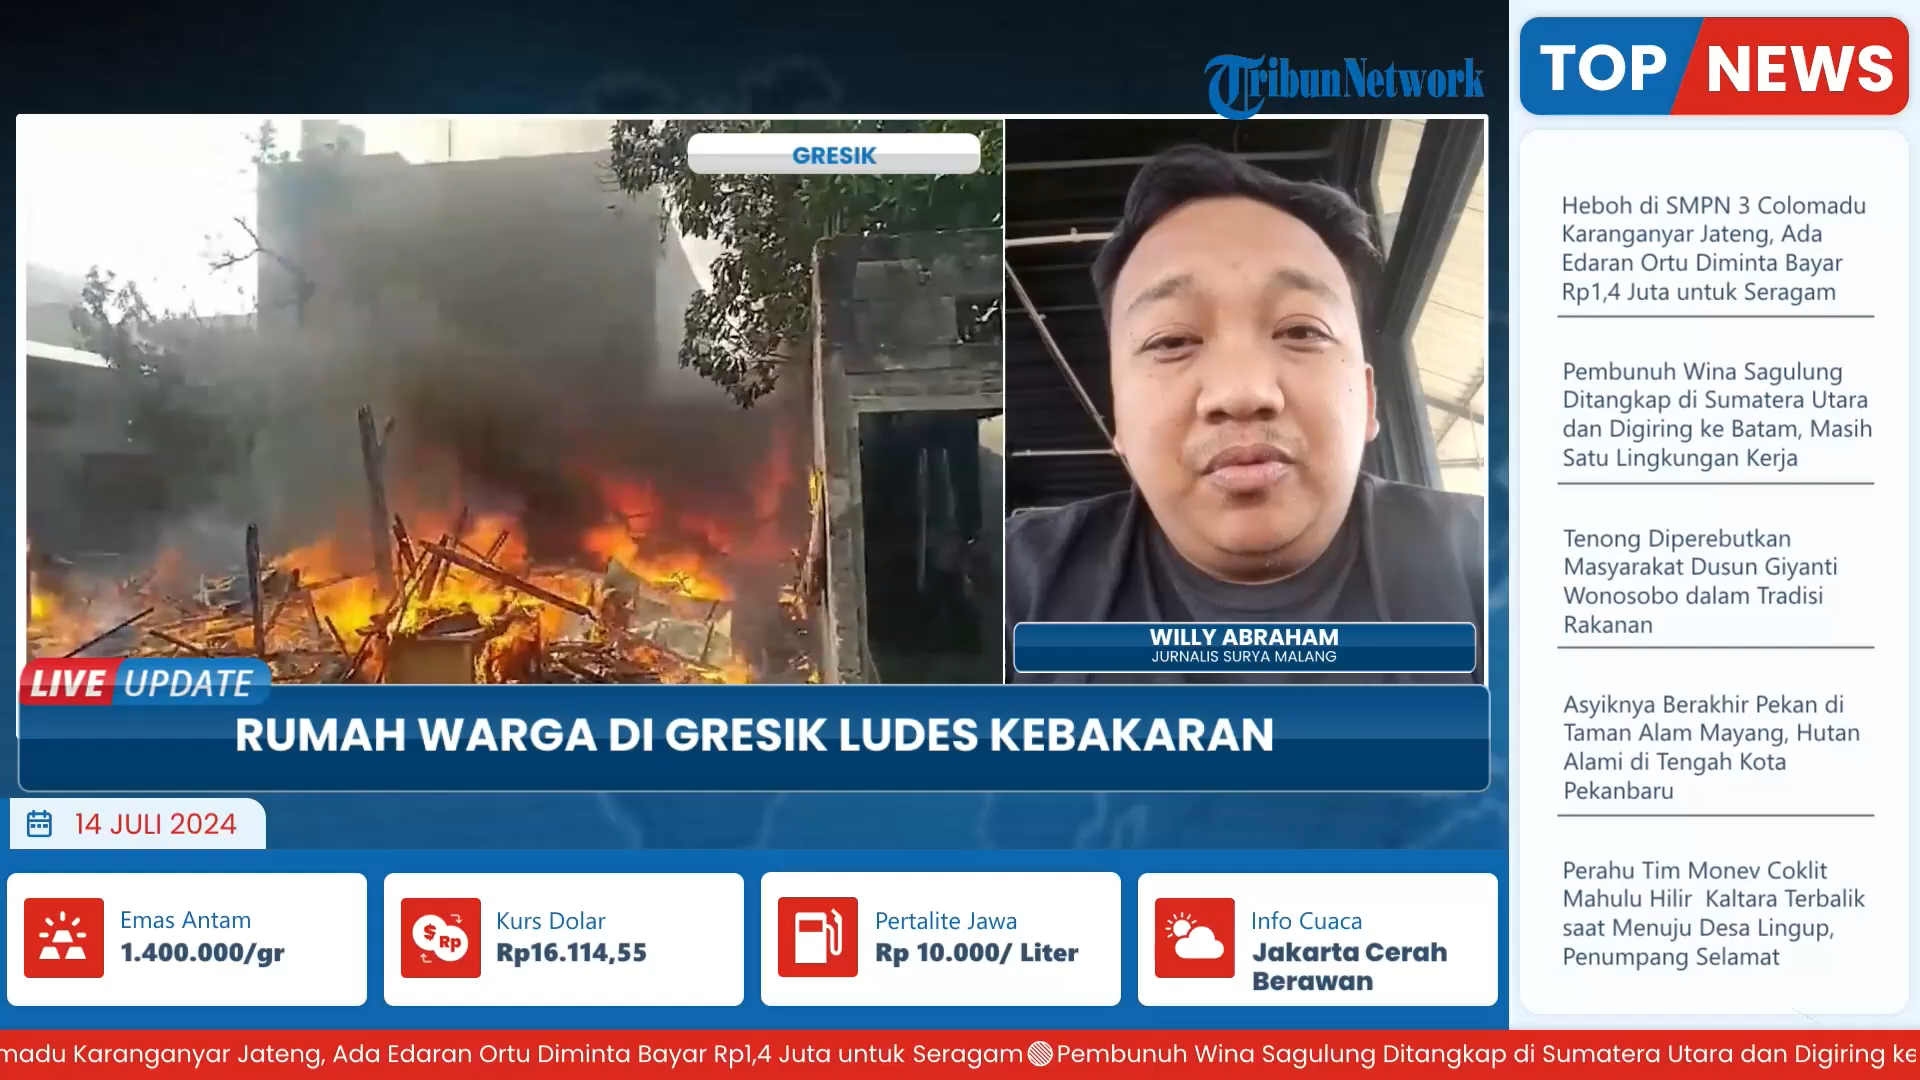 TribunNetwork
GRESIK
WILLY ABRAHAM
JURNALIS SURYA MALANG
LIVE UPDATE
RUMAH WARGA DI GRESIK LUDES KEBAKARAN
14 JULI 2024
Emas Antam
1.400.000/gr
Kurs Dolar
Rp16.114,55
$ Rp
Pertalite Jawa
Rp 10.000/ Liter
Info Cuaca
Jakarta Cerah
Berawan
TOP NEWS
Heboh di SMPN 3 Colomadu
Karanganyar Jateng, Ada
Edaran Ortu Diminta Bayar
Rp1,4 Juta untuk Seragam
Pembunuh Wina Sagulung
Ditangkap di Sumatera Utara
dan Digiring ke Batam, Masih
Satu Lingkungan Kerja
Tenong Diperebutkan
Masyarakat Dusun Giyanti
Wonosobo dalam Tradisi
Rakanan
Asyiknya Berakhir Pekan di
Taman Alam Mayang, Hutan
Alami di Tengah Kota
Pekanbaru
Perahu Tim Monev Coklit
Mahulu Hilir Kaltara Terbalik
saat Menuju Desa Lingup,
Penumpang Selamat
madu Karanganyar Jateng, Ada Edaran Ortu Diminta Bayar Rp1,4 Juta untuk Seragam Pembunuh Wina Sagulung Ditangkap di Sumatera Utara dan Digiring ke